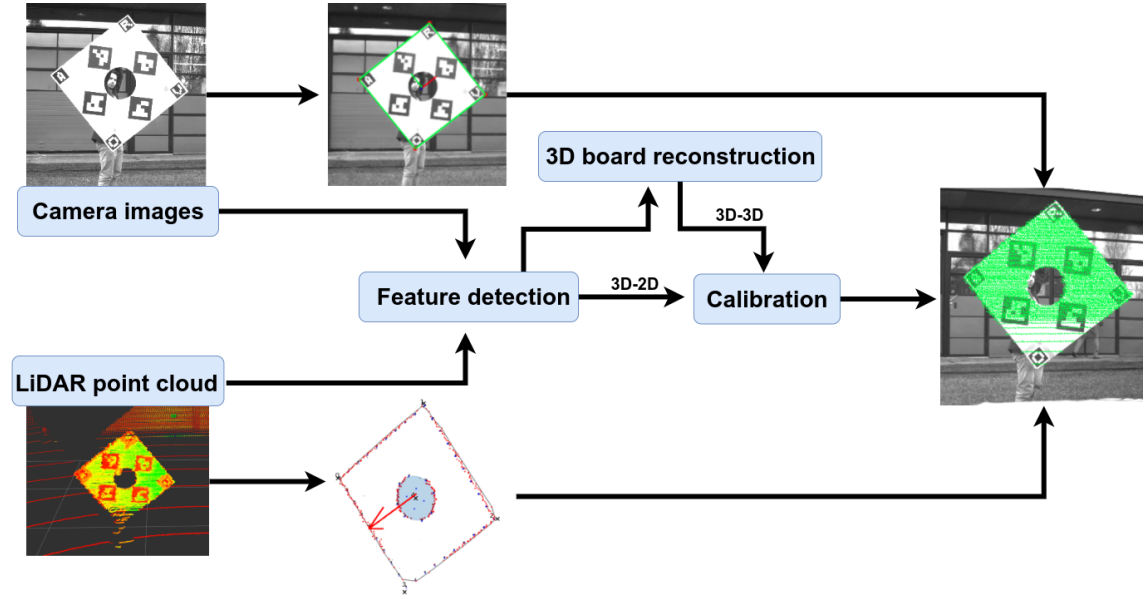 Camera images
3D board reconstruction
3D-3D
Feature detection
3D-2D
Calibration
LiDAR point cloud